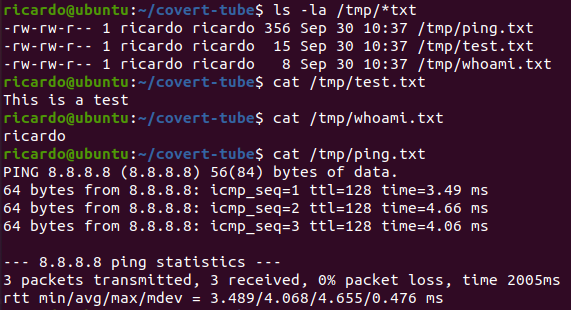 ricardo@ubuntu:~/covert-tube$ ls -la /tmp/*txt
-rw-rw-r-- 1 ricardo ricardo 356 Sep 30 10:37 /tmp/ping.txt
-rw-rw-r-- 1 ricardo ricardo  15 Sep 30 10:37 /tmp/test.txt
-rw-rw-r-- 1 ricardo ricardo   8 Sep 30 10:37 /tmp/whoami.txt
ricardo@ubuntu:~/covert-tube$ cat /tmp/test.txt
This is a test
ricardo@ubuntu:~/covert-tube$ cat /tmp/whoami.txt
ricardo
ricardo@ubuntu:~/covert-tube$ cat /tmp/ping.txt
PING 8.8.8.8 (8.8.8.8) 56(84) bytes of data.
64 bytes from 8.8.8.8: icmp_seq=1 ttl=128 time=3.49 ms
64 bytes from 8.8.8.8: icmp_seq=2 ttl=128 time=4.66 ms
64 bytes from 8.8.8.8: icmp_seq=3 ttl=128 time=4.06 ms

--- 8.8.8.8 ping statistics ---
3 packets transmitted, 3 received, 0% packet loss, time 2005ms
rtt min/avg/max/mdev = 3.489/4.068/4.655/0.476 ms